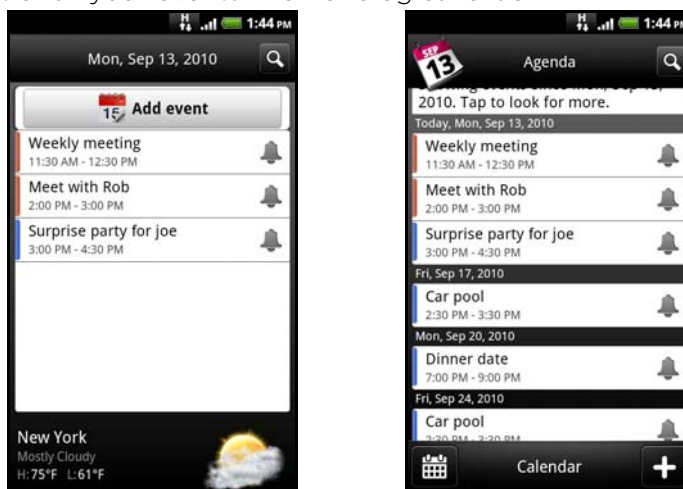 1:44 PM
Mon, Sep 13, 2010
15
Add event
Weekly meeting
11:30 AM - 12:30 PM
Meet with Rob
2:00 PM - 3:00 PM
Surprise party for joe
3:00 PM - 4:30 PM
New York
Mostly Cloudy
H:75°F L:61°F
H
1:44 PM
SEP
13
Agenda
2010. Tap to look for more.
Today, Mon, Sep 13, 2010
Weekly meeting
11:30 AM - 12:30 PM
Meet with Rob
2:00 PM - 3:00 PM
Surprise party for joe
3:00 PM - 4:30 PM
Fri, Sep 17, 2010
Car pool
2:30 PM - 3:30 PM
Mon, Sep 20, 2010
Dinner date
7:00 PM - 9:00 PM
Fri, Sep 24, 2010
Car pool
2:30 PM - 3:30 PM
Calendar